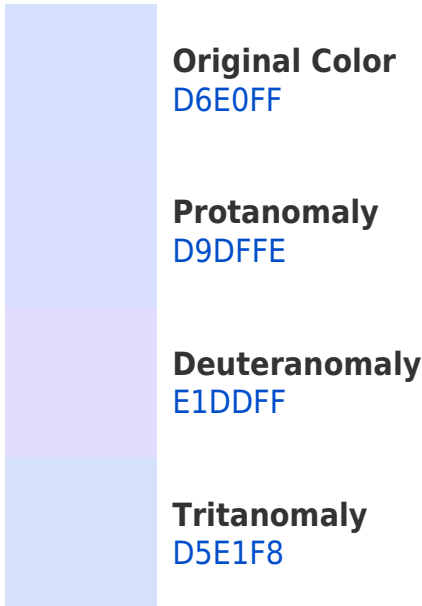 Original Color
D6E0FF
Protanomaly
D9DFFE
Deuteranomaly
E1DDFF
Tritanomaly
D5E1F8